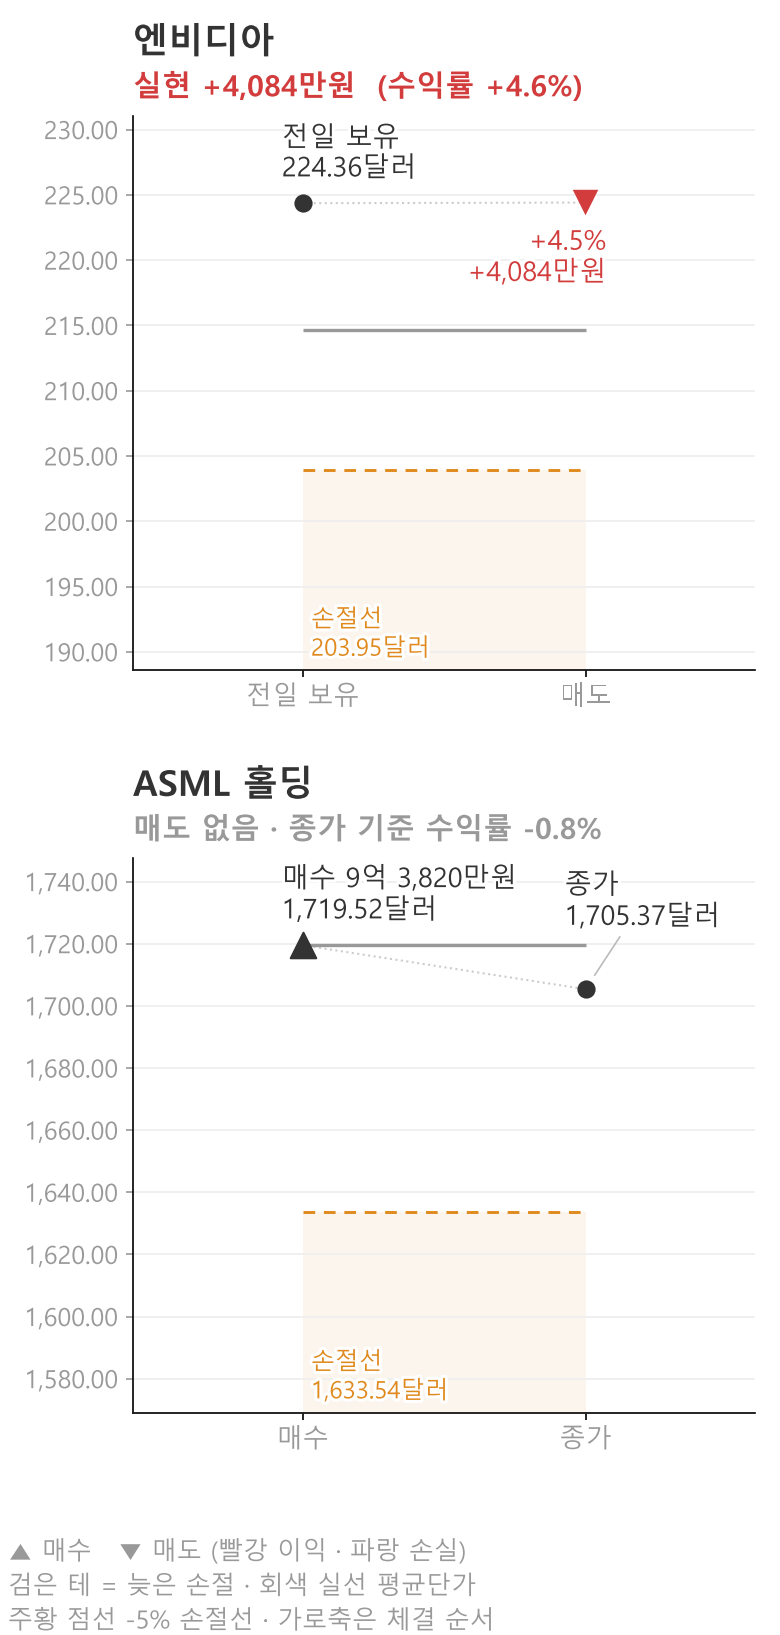 엔비디아
실현 +4,084만원 (수익률 +4.6%)
230.00
전일 보유
224.36달러
225.00
+4.5%
+4,084만원
220.00
215.00
210.00
205.00
200.00
195.00
손절선
203.95달러
190.00
전일 보유
매도
ASML 홀딩
매도 없음 · 종가 기준 수익률 -0.8%
1,740.00
매수 9억 3,820만원
1,719.52달러
종가
1,705.37달러
1,720.00
1,700.00
1,680.00
1,660.00
1,640.00
1,620.00
1,600.00
손절선
1,633.54달러
1,580.00
매수
종가
▲ 매수 ▼ 매도 (빨강 이익 · 파랑 손실)
검은 테 = 늦은 손절 · 회색 실선 평균단가
주황 점선 -5% 손절선 · 가로축은 체결 순서